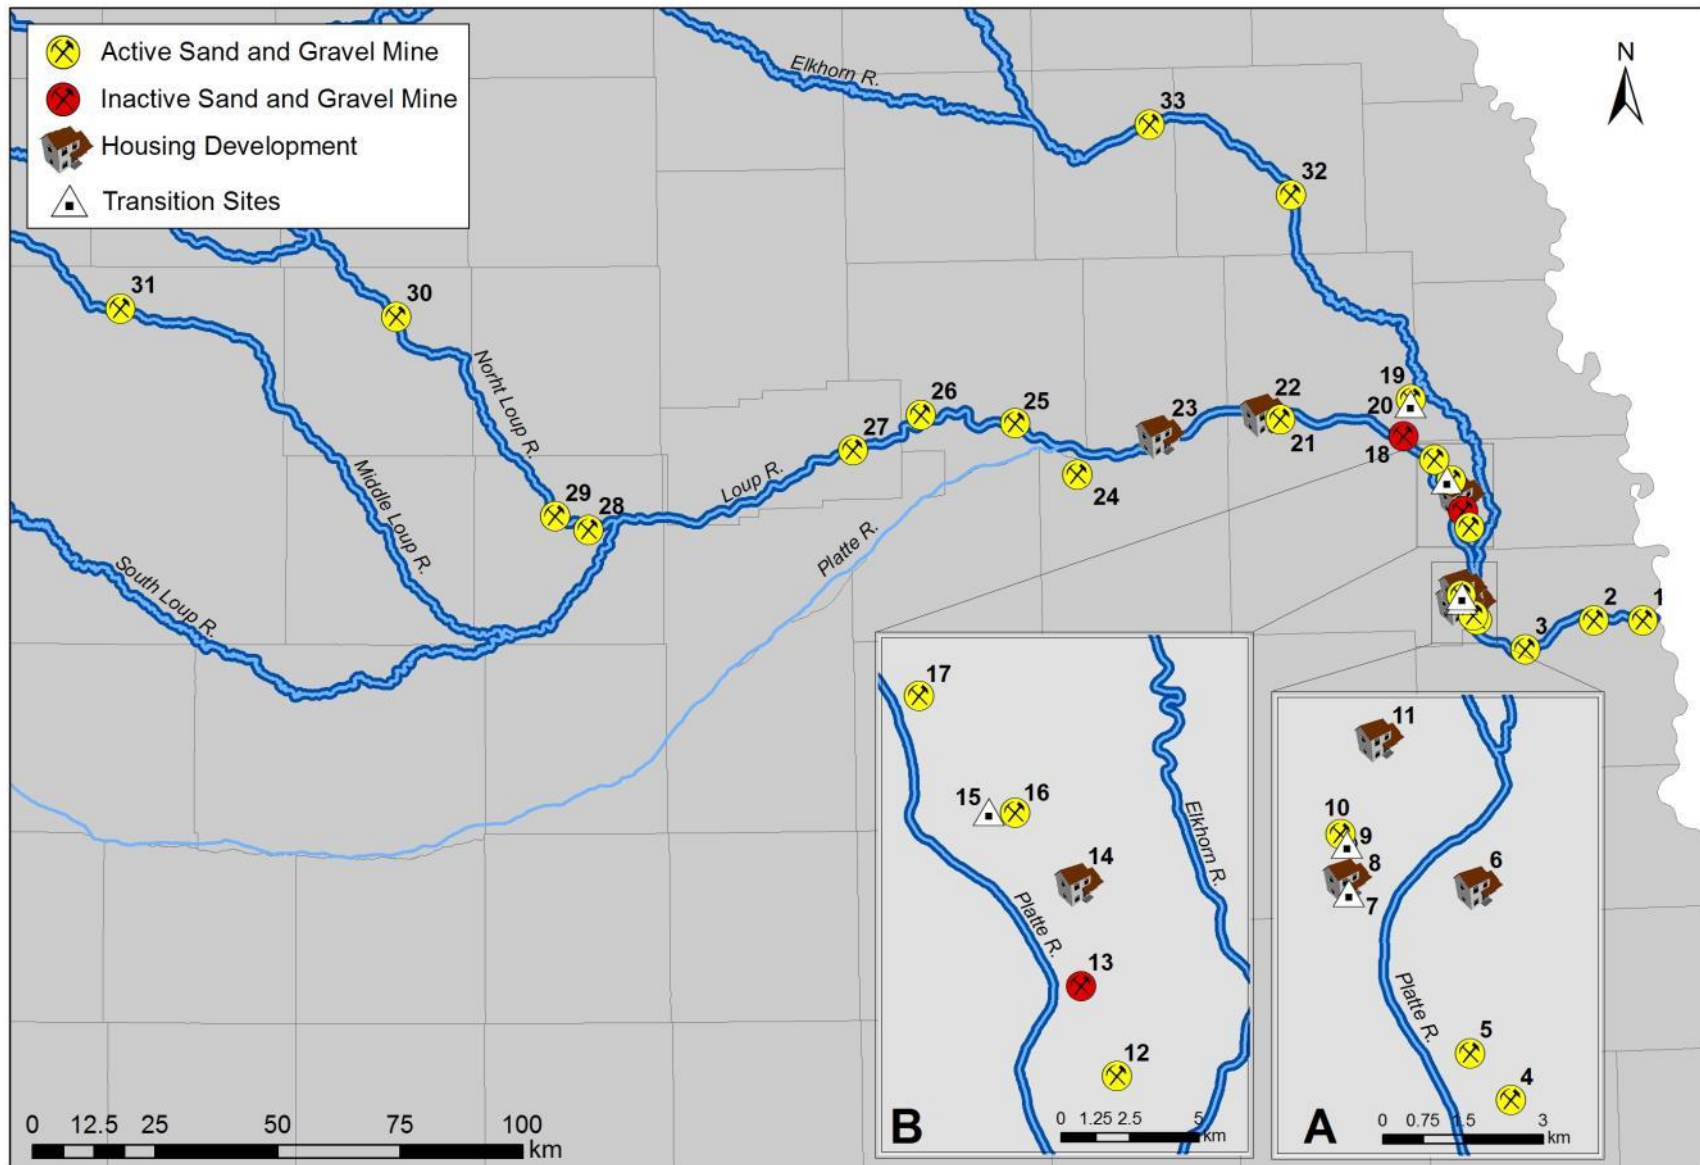 Active Sand and Gravel Mine
Inactive Sand and Gravel Mine
Housing Development
Transition Sites
N
Elkhorn R.
33
32
31
30
Norht Loup R.
19
20
22
23
26
25
27
21
18
Loup R.
24
29
28
Middle Loup R.
Platte R.
South Loup R.
3
2
1
17
15
16
14
Elkhorn R.
Platte R.
13
12
B
0 1.25 2.5 5
km
11
10
9
8
7
6
Platte R.
5
4
A
0 0.75 1.5 3
km
0 12.5 25 50 75 100
km